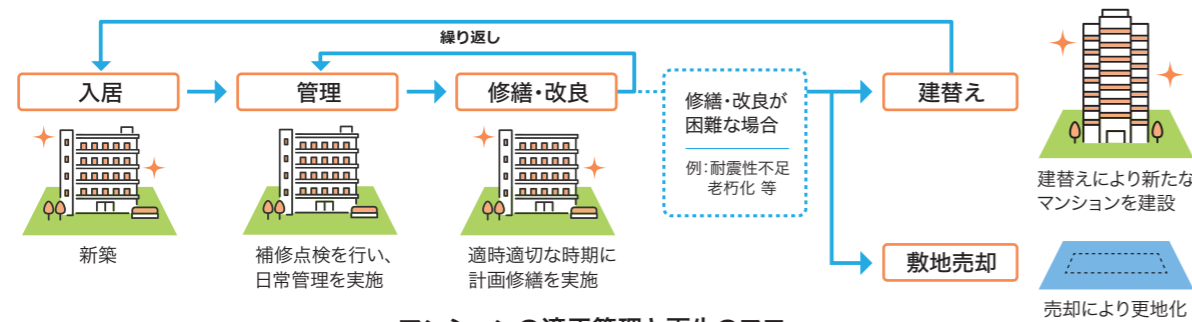 繰り返し
入居
管理
修繕・改良
修繕・改良が
困難な場合
例：耐震性不足
老朽化 等
建替え
新築
補修点検を行い、
日常管理を実施
適時適切な時期に
計画修繕を実施
建替えにより新たな
マンションを建設
敷地売却
売却により更地化